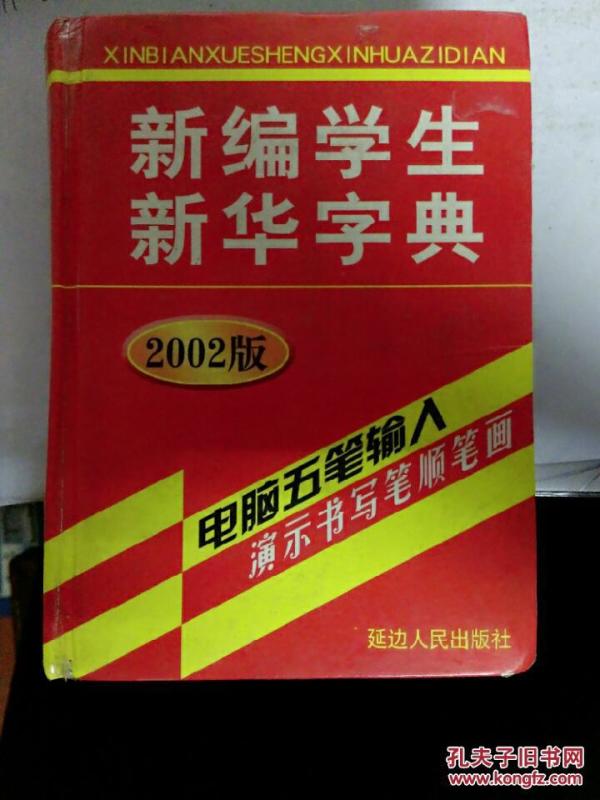 XINBIANXUESHENGXINHUAZIDIAN
新编学生
新华字典
2002版
电脑五笔输入
演示书写笔顺笔画
延边人民出版社
孔夫子旧书网
www.kongfz.com